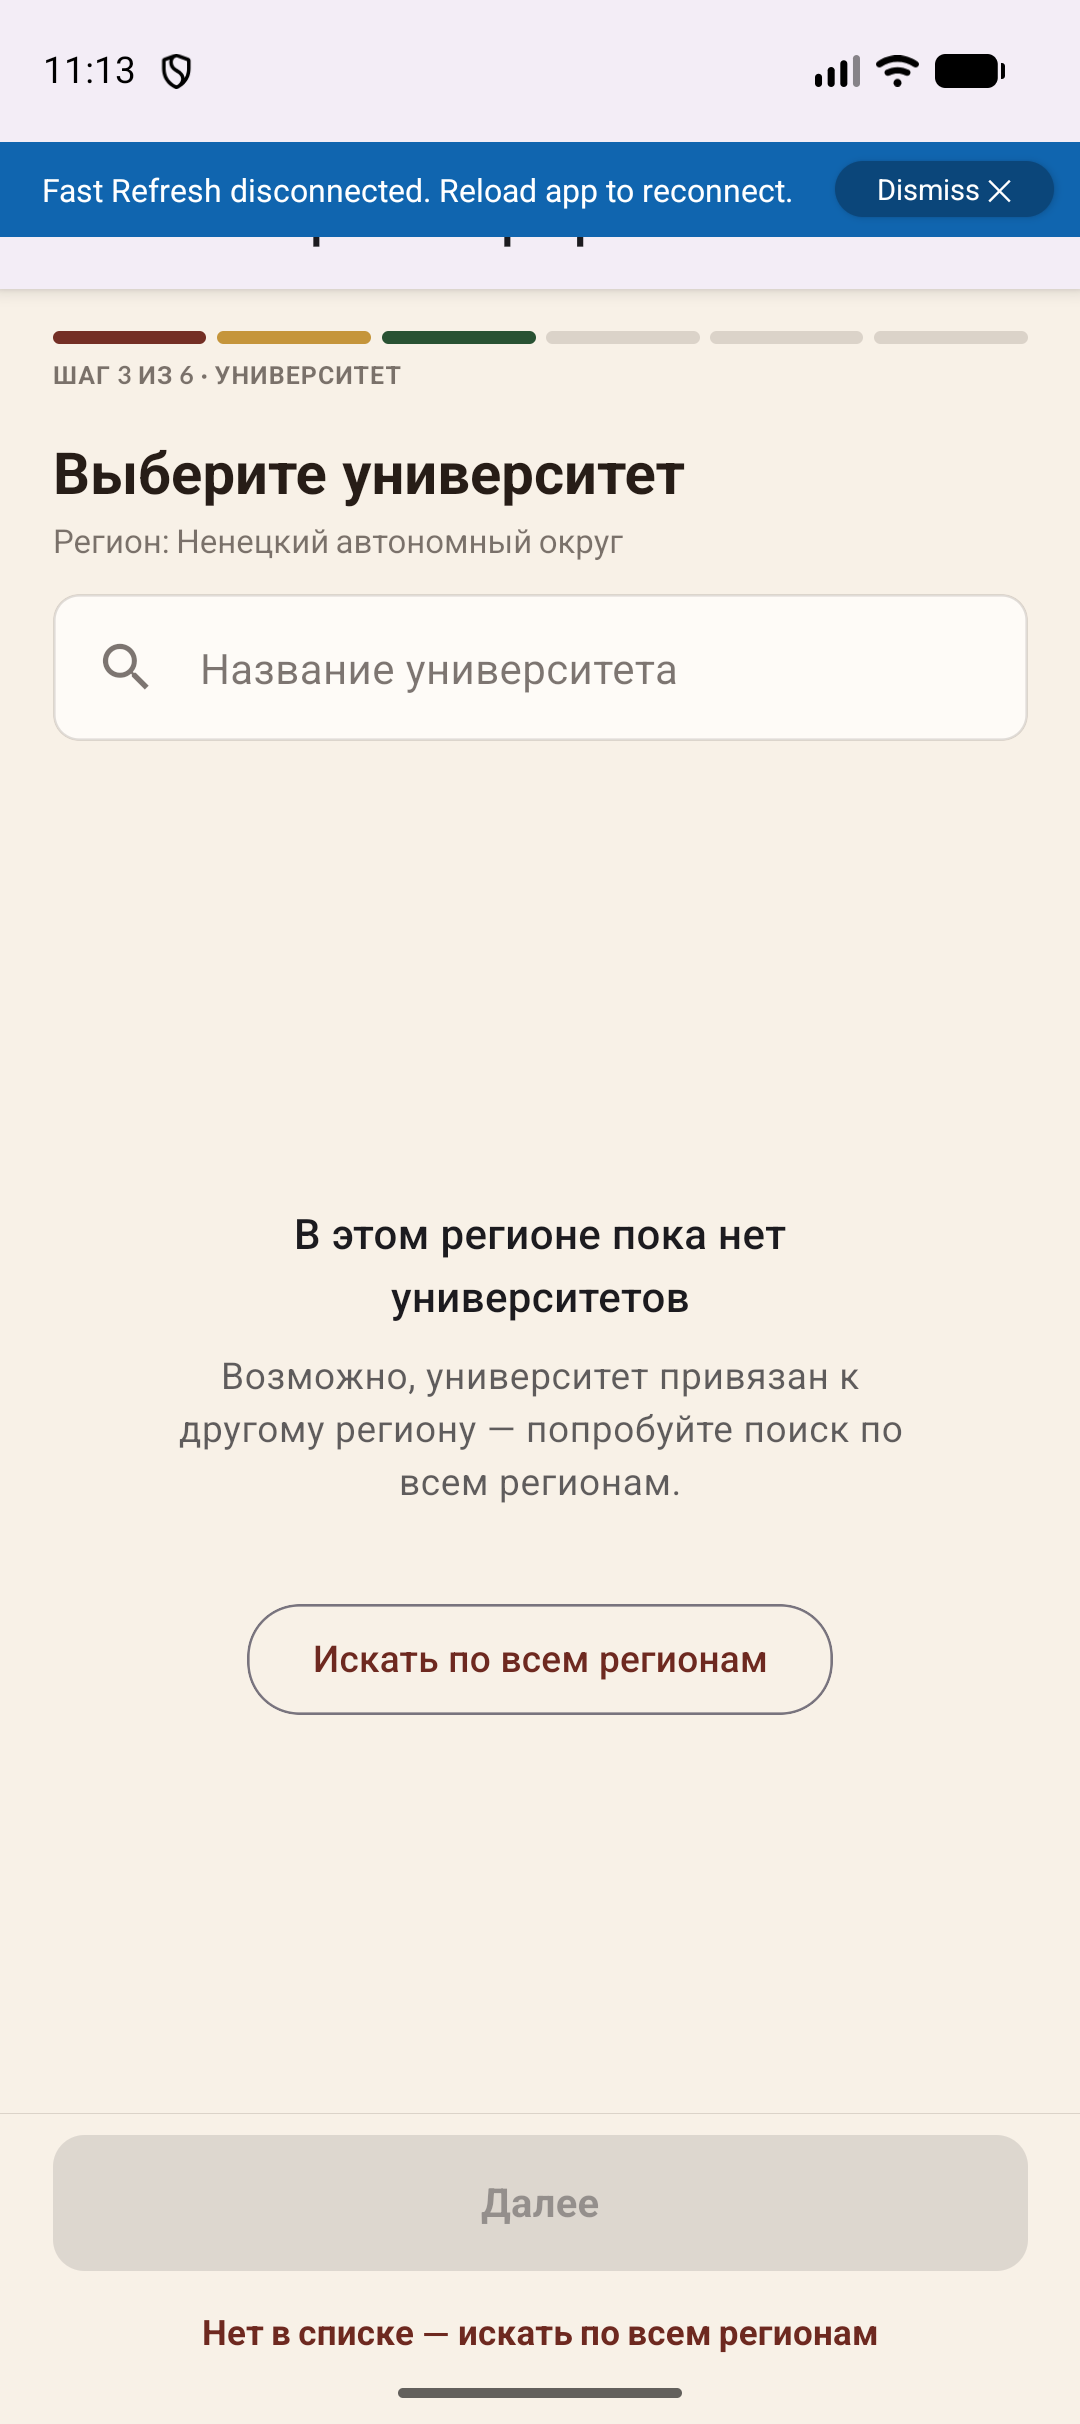 11:13
Fast Refresh disconnected. Reload app to reconnect.
Dismiss
ШАГ 3 ИЗ 6 · УНИВЕРСИТЕТ
Выберите университет
Регион: Ненецкий автономный округ
Название университета
В этом регионе пока нет
университетов
Возможно, университет привязан к
другому региону — попробуйте поиск по
всем регионам.
Искать по всем регионам
Далее
Нет в списке — искать по всем регионам